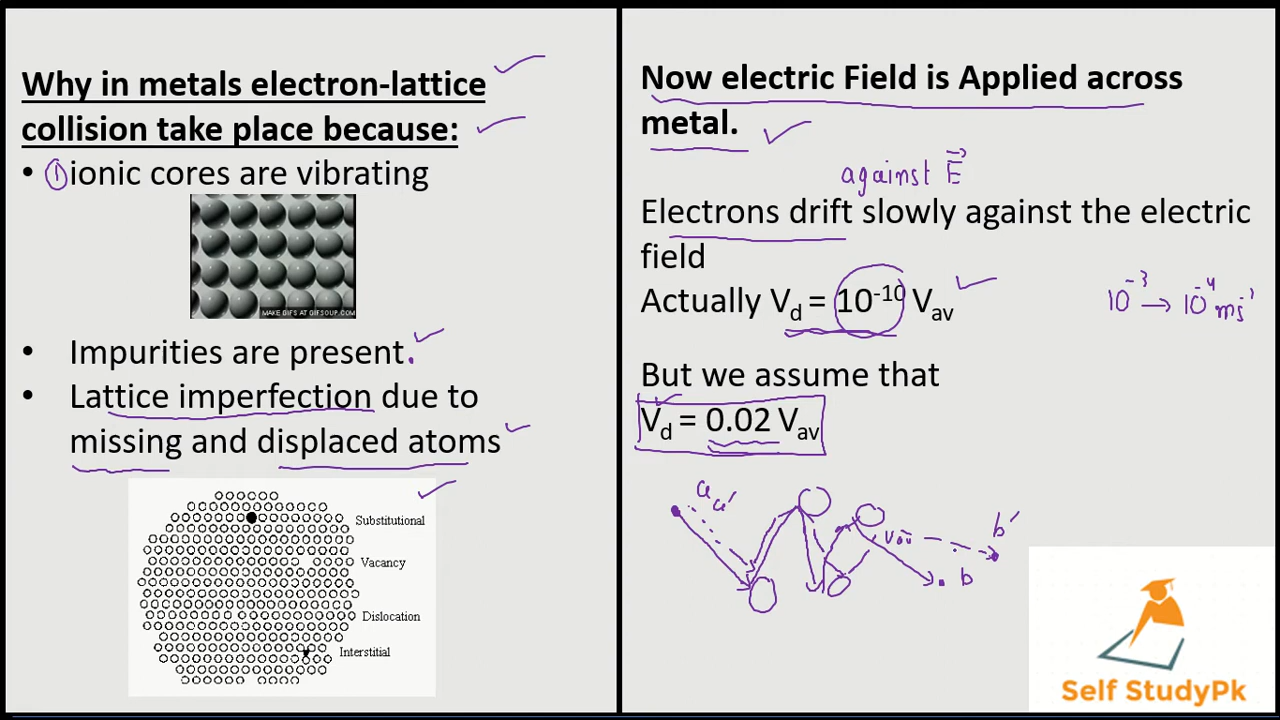 Why in metals electron-lattice
collision take place because:
• ①ionic cores are vibrating
MAKE GIFS AT GIFSOUP.COM
• Impurities are present.
• Lattice imperfection due to
missing and displaced atoms
Substitutional
Vacancy
Dislocation
Interstitial
Now electric Field is Applied across
metal.
against E⃗
Electrons drift slowly against the electric
field
Actually Vd = 10⁻¹⁰ Vav
10⁻³ → 10⁻⁴ ms⁻¹
But we assume that
Vd = 0.02 Vav
a a'
b'
b
Self StudyPk